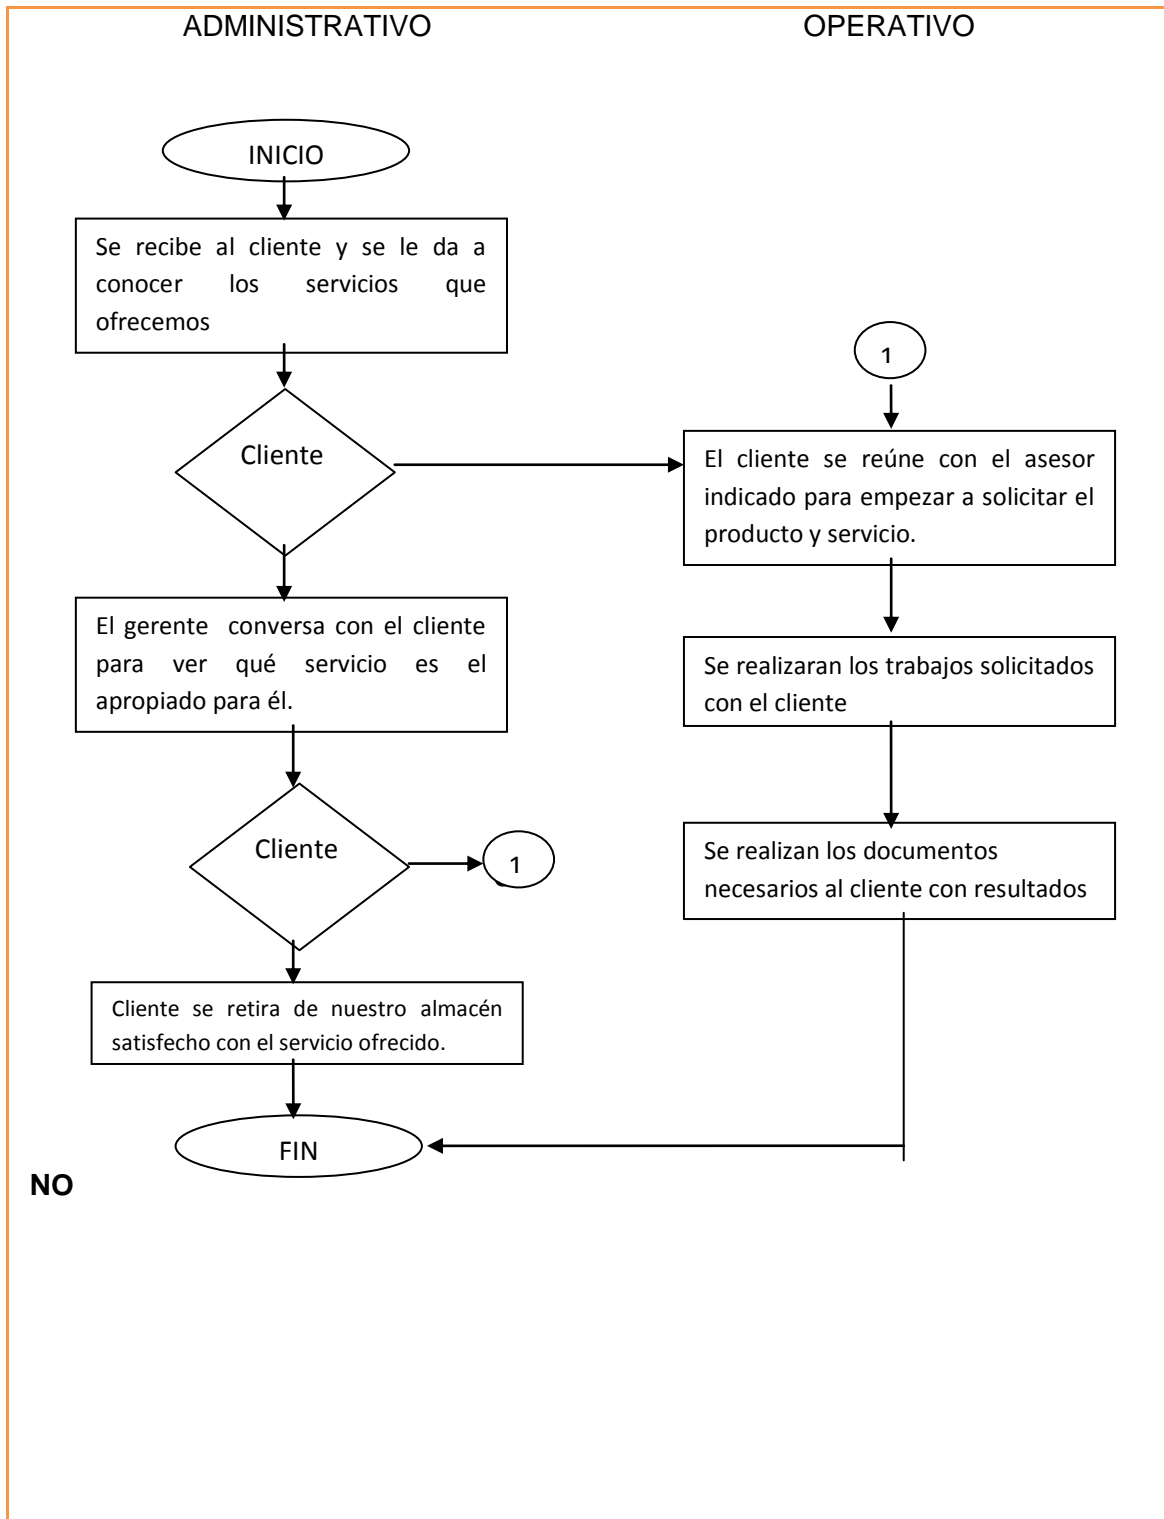 ADMINISTRATIVO
OPERATIVO
INICIO
Se recibe al cliente y se le da a
conocer los servicios que
ofrecemos
Cliente
El gerente conversa con el cliente
para ver qué servicio es el
apropiado para él.
Cliente
1
Cliente se retira de nuestro almacén
satisfecho con el servicio ofrecido.
FIN
NO
1
El cliente se reúne con el asesor
indicado para empezar a solicitar el
producto y servicio.
Se realizaran los trabajos solicitados
con el cliente
Se realizan los documentos
necesarios al cliente con resultados